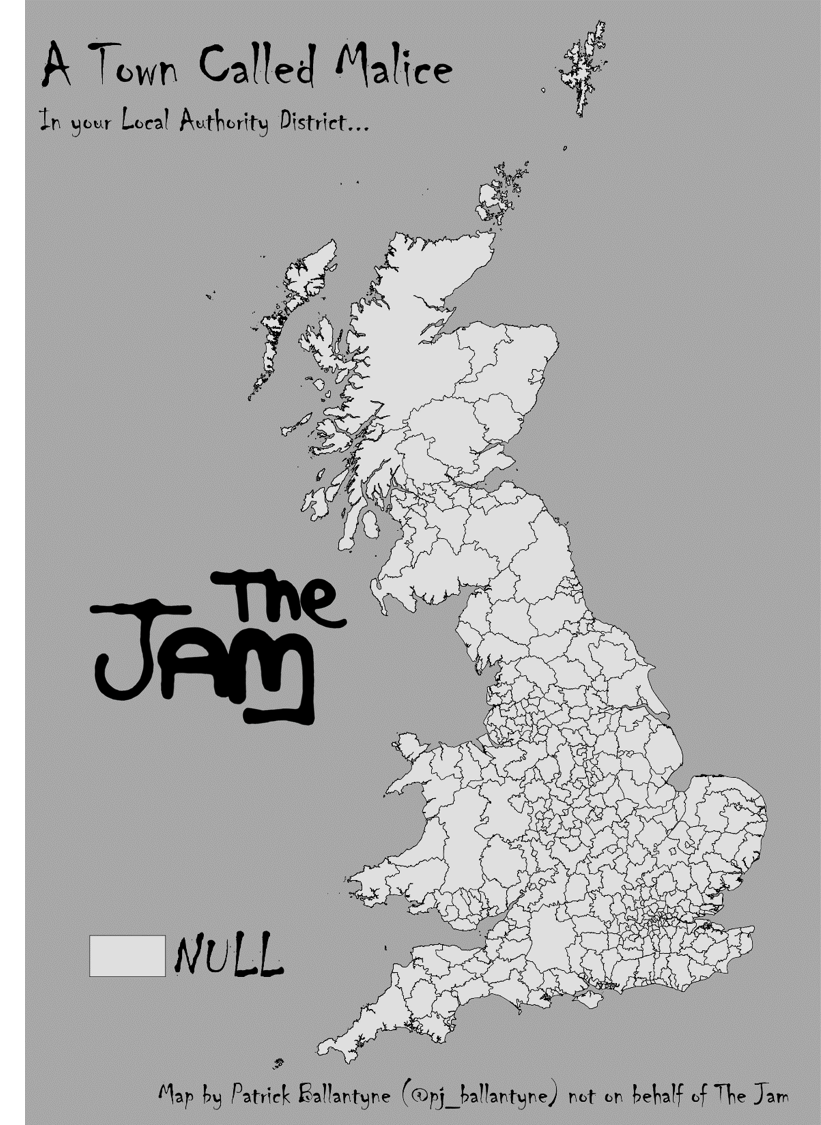 A Town Called Malice
In your Local Authority District...
The
JAM
NULL
Map by Patrick Ballantyne (@pj_ballantyne) not on behalf of The Jam